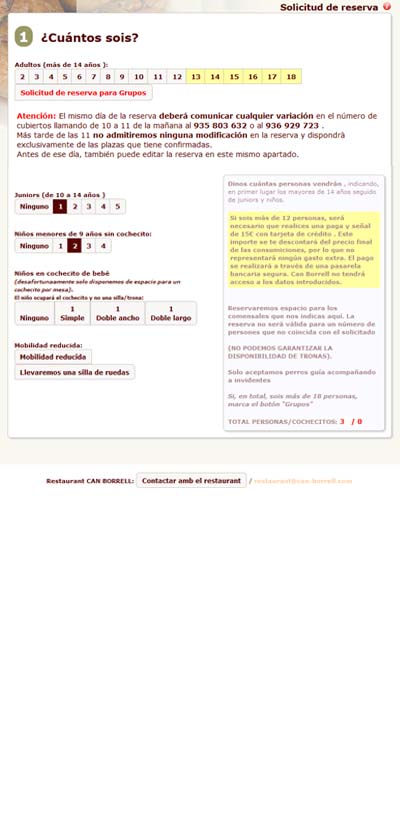 Solicitud de reserva ?
1 ¿Cuántos sois?
Adultos (más de 14 años ):
2 3 4 5 6 7 8 9 10 11 12 13 14 15 16 17 18
Solicitud de reserva para Grupos
Atención: El mismo día de la reserva deberá comunicar cualquier variación en el número de
cubiertos llamando de 10 a 11 de la mañana al 935 803 632 o al 936 929 723 .
Más tarde de las 11 no admitiremos ninguna modificación en la reserva y dispondrá
exclusivamente de las plazas que tiene confirmadas.
Antes de ese día, también puede editar la reserva en este mismo apartado.
Juniors (de 10 a 14 años )
Ninguno 1 2 3 4 5
Niños menores de 9 años sin cochecito:
Ninguno 1 2 3 4
Niños en cochecito de bebé
(desafortunadamente solo disponemos de espacio para un
cochecito por mesa).
El niño ocupará el cochecito y no una silla/trona:
Ninguno 1 Simple 1 Doble ancho 1 Doble largo
Mobilidad reducida:
Mobilidad reducida
Llevaremos una silla de ruedas
Dinos cuántas personas vendrán , indicando,
en primer lugar los mayores de 14 años seguido
de juniors y niños.
Si sois más de 12 personas, será
necesario que realices una paga y señal
de 15€ con tarjeta de crédito . Este
importe se te descontará del precio final
de las consumiciones, por lo que no
representará ningún gasto extra. El pago
se realizará a través de una pasarela
bancaria segura. Can Borrell no tendrá
acceso a los datos introducidos.
Reservaremos espacio para los
comensales que nos indicas aquí. La
reserva no será válida para un número de
persones que no coincida con el solicitado
(NO PODEMOS GARANTIZAR LA
DISPONIBILIDAD DE TRONAS).
Solo aceptamos perros guía acompañando
a invidentes
Si, en total, sois más de 18 personas,
marca el botón "Grupos"
TOTAL PERSONAS/COCHECITOS: 3 / 0
Restaurant CAN BORRELL: Contactar amb el restaurant / restaurant@can-borrell.com